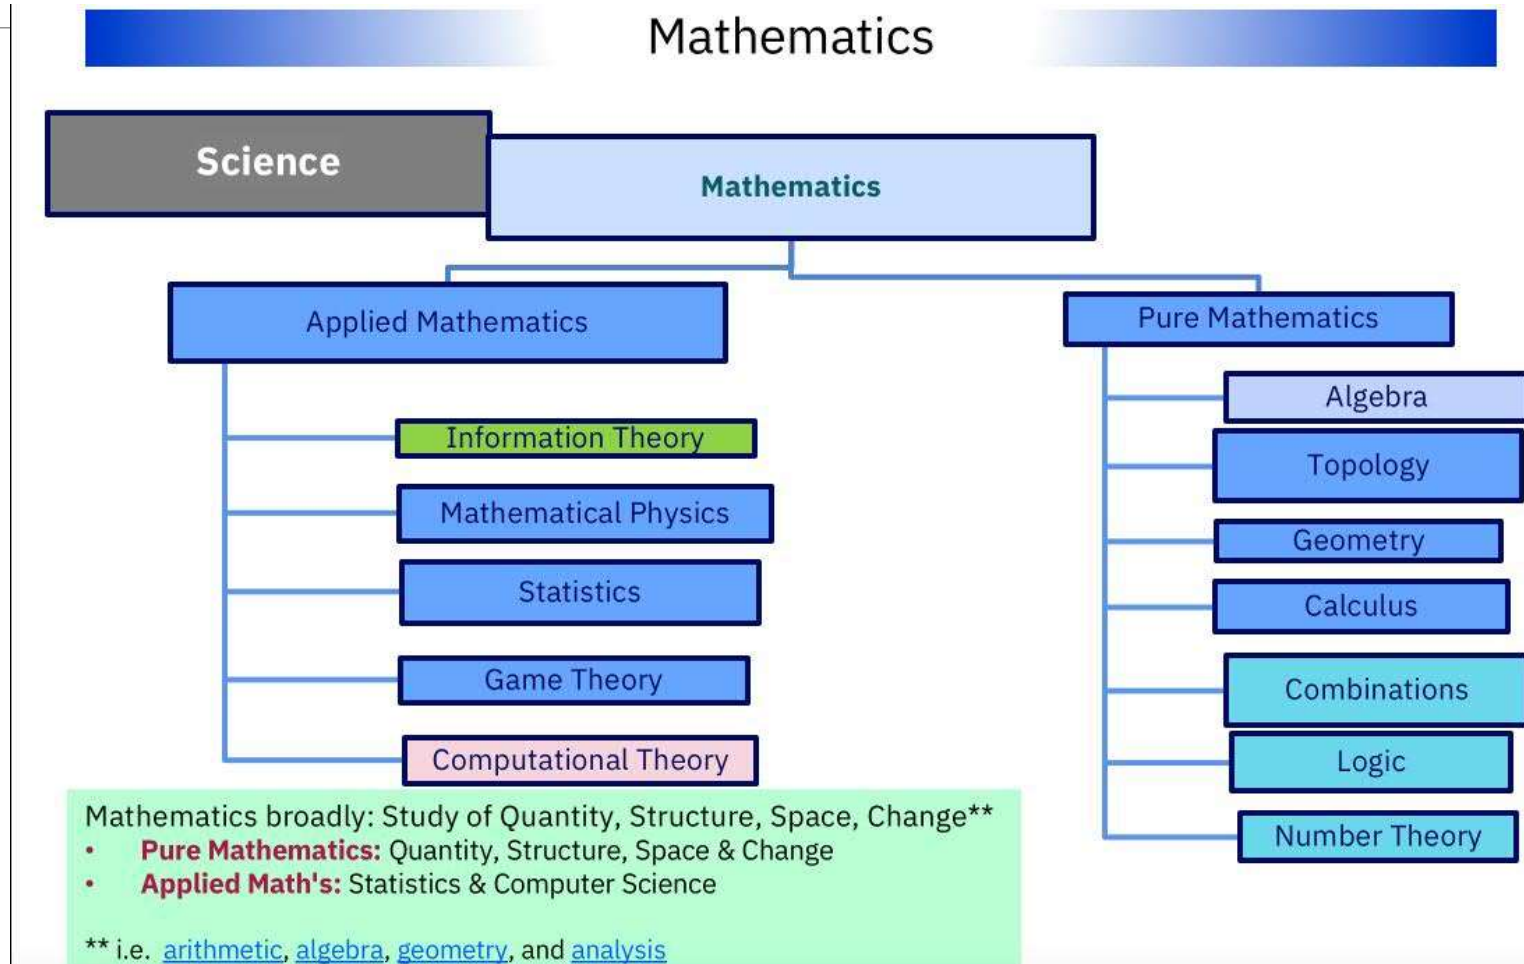 Mathematics
Science
Mathematics
Applied Mathematics
Pure Mathematics
Information Theory
Mathematical Physics
Statistics
Game Theory
Computational Theory
Algebra
Topology
Geometry
Calculus
Combinations
Logic
Number Theory
Mathematics broadly: Study of Quantity, Structure, Space, Change**
• Pure Mathematics: Quantity, Structure, Space & Change
• Applied Math's: Statistics & Computer Science
** i.e. arithmetic, algebra, geometry, and analysis